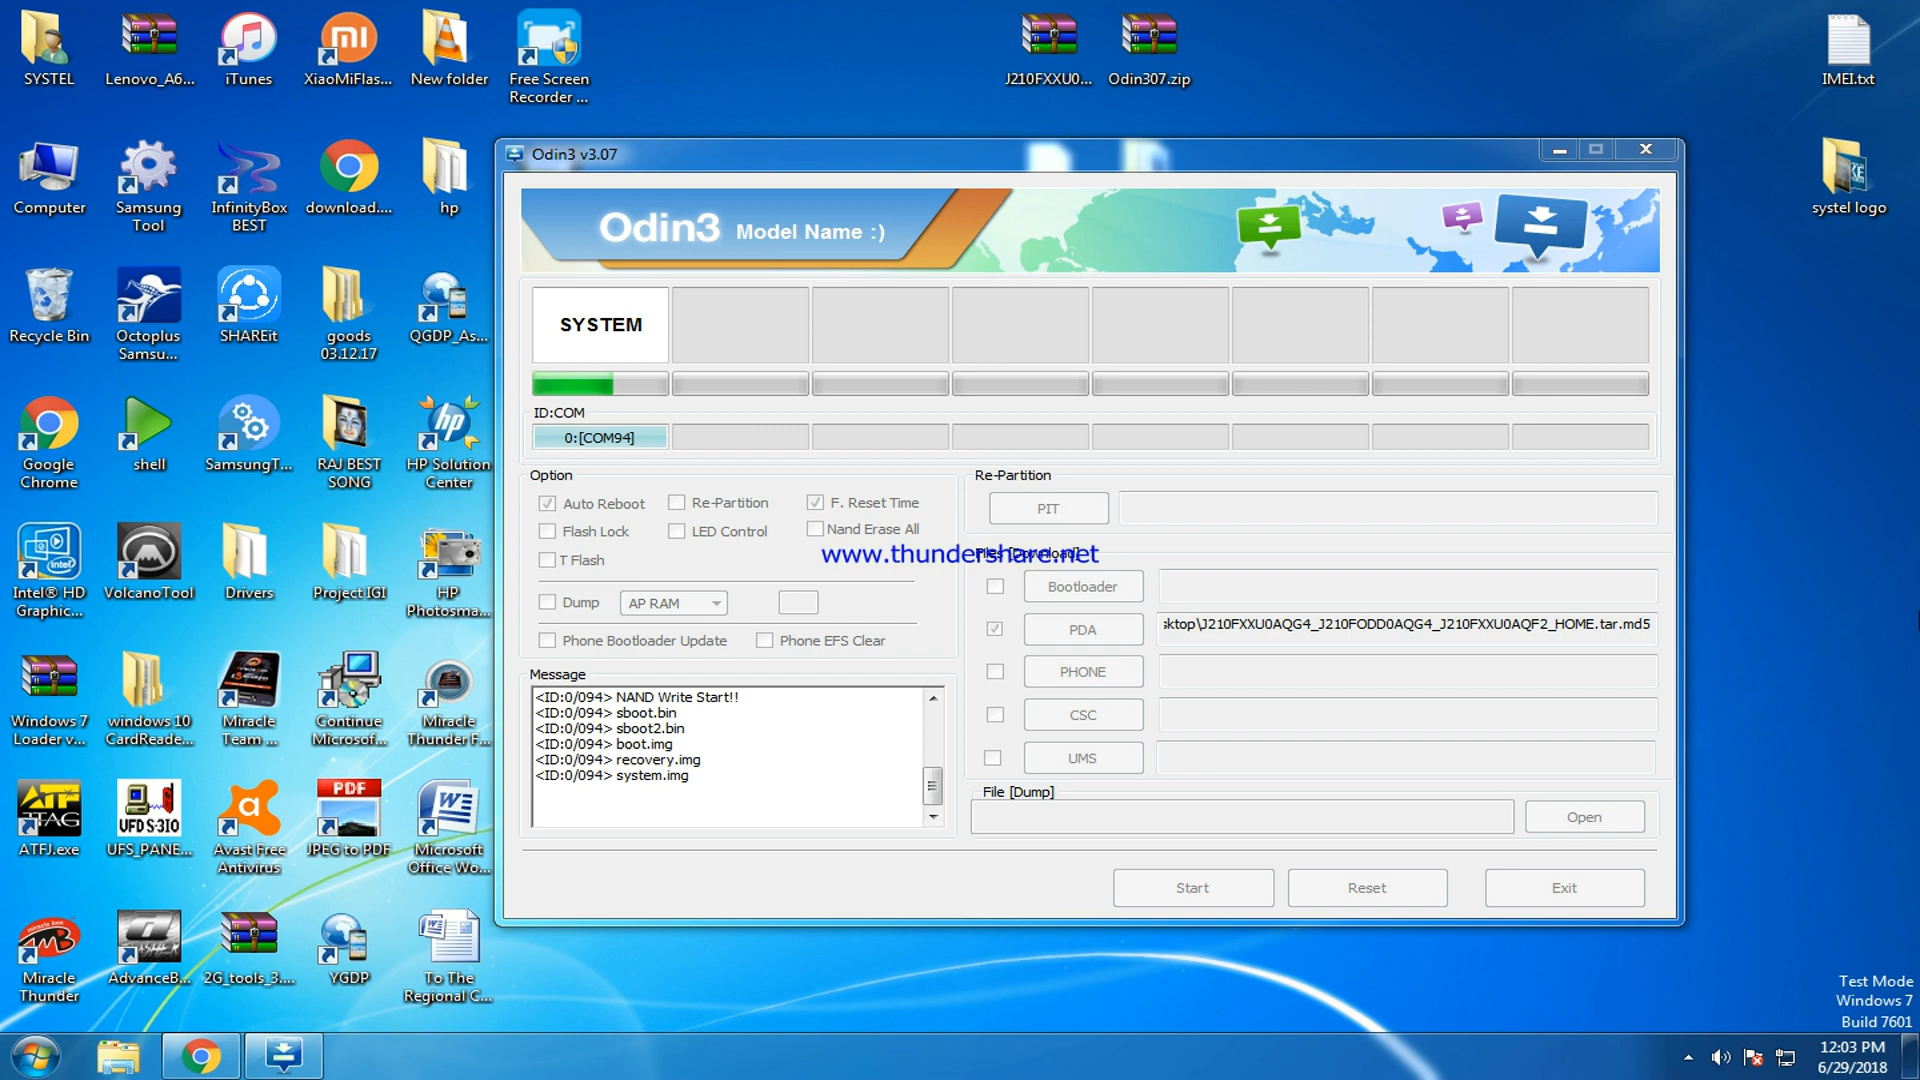 SYSTEL
Lenovo_A6...
iTunes
XiaoMiFlas...
New folder
Free Screen
Recorder ...
J210FXXU0...
Odin307.zip
IMEI.txt
Computer
Samsung
Tool
InfinityBox
BEST
download....
hp
systel logo
Recycle Bin
Octoplus
Samsu...
SHAREit
goods
03.12.17
QGDP_As...
Google
Chrome
shell
SamsungT...
RAJ BEST
SONG
HP Solution
Center
Intel® HD
Graphic...
VolcanoTool
Drivers
Project IGI
HP
Photosma...
Windows 7
Loader v...
windows 10
CardReade...
Miracle
Team ...
Continue
Microsof...
Miracle
Thunder F...
ATFJ.exe
UFS_PANE...
Avast Free
Antivirus
JPEG to PDF
Microsoft
Office Wo...
Miracle
Thunder
AdvanceB...
2G_tools_3....
YGDP
To The
Regional C...
Odin3 v3.07
Odin3 Model Name :)
SYSTEM
ID:COM
0:[COM94]
Option
Auto Reboot
Re-Partition
F. Reset Time
Flash Lock
LED Control
Nand Erase All
T Flash
Dump
AP RAM
Phone Bootloader Update
Phone EFS Clear
Message
<ID:0/094> NAND Write Start!!
<ID:0/094> sboot.bin
<ID:0/094> sboot2.bin
<ID:0/094> boot.img
<ID:0/094> recovery.img
<ID:0/094> system.img
Re-Partition
PIT
www.thundershare.net
Files [Download]
Bootloader
PDA
sktop\J210FXXU0AQG4_J210FODD0AQG4_J210FXXU0AQF2_HOME.tar.md5
PHONE
CSC
UMS
File [Dump]
Open
Start
Reset
Exit
Test Mode
Windows 7
Build 7601
12:03 PM
6/29/2018